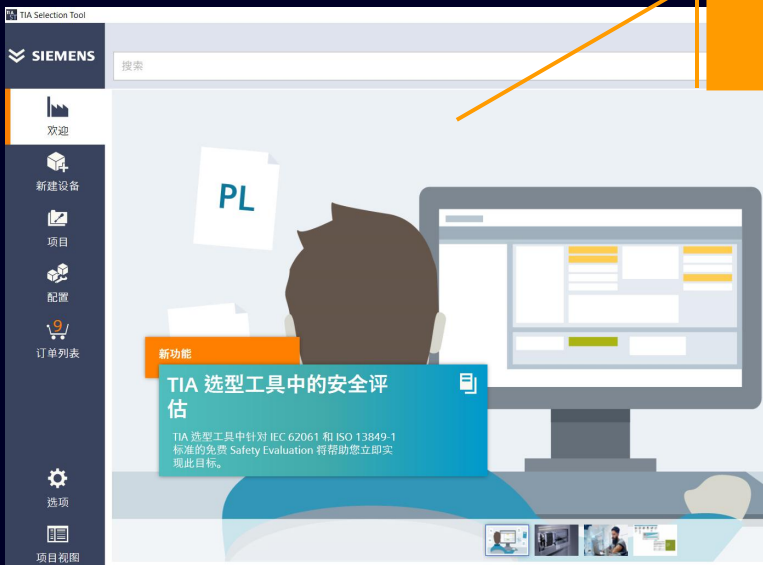 TIA Selection Tool
SIEMENS
搜索
欢迎
新建设备
项目
配置
9
订单列表
选项
项目视图
PL
新功能
TIA 选型工具中的安全评
估
TIA 选型工具中针对 IEC 62061 和 ISO 13849-1
标准的免费 Safety Evaluation 将帮助您立即实
现此目标。